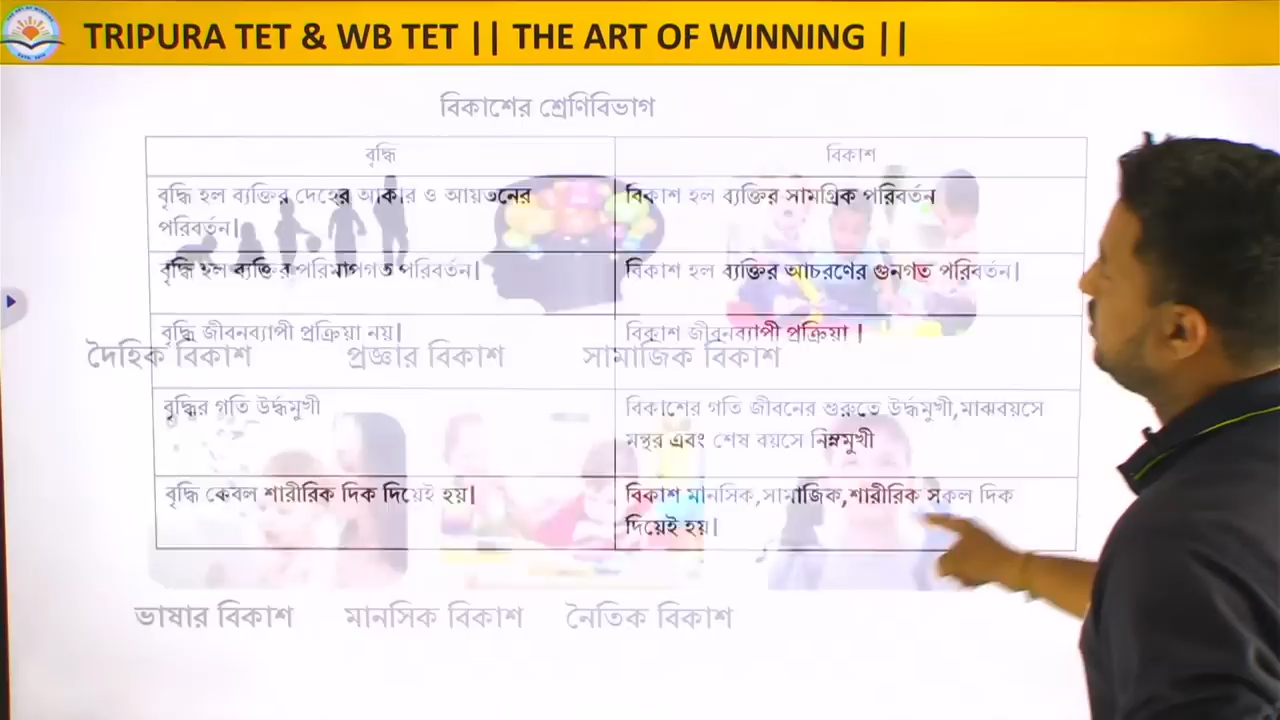 TRIPURA TET & WB TET || THE ART OF WINNING ||
বিকাশের শ্রেণিবিভাগ
বৃদ্ধি
বিকাশ
বৃদ্ধি হল ব্যক্তির দেহের আকার ও আয়তনের
পরিবর্তন।
বিকাশ হল ব্যক্তির সামগ্রিক পরিবর্তন
বৃদ্ধি হল ব্যক্তির পরিমাপগত পরিবর্তন।
বিকাশ হল ব্যক্তির আচরণের গুনগত পরিবর্তন।
বৃদ্ধি জীবনব্যাপী প্রক্রিয়া নয়।
বিকাশ জীবনব্যাপী প্রক্রিয়া ।
দৈহিক বিকাশ প্রজ্ঞার বিকাশ সামাজিক বিকাশ
বৃদ্ধির গতি উর্দ্ধমুখী
বিকাশের গতি জীবনের শুরুতে উর্দ্ধমুখী,মাঝবয়সে
মন্থর এবং শেষ বয়সে নিম্নমুখী
বৃদ্ধি কেবল শারীরিক দিক দিয়েই হয়।
বিকাশ মানসিক,সামাজিক,শারীরিক সকল দিক
দিয়েই হয়।
ভাষার বিকাশ মানসিক বিকাশ নৈতিক বিকাশ